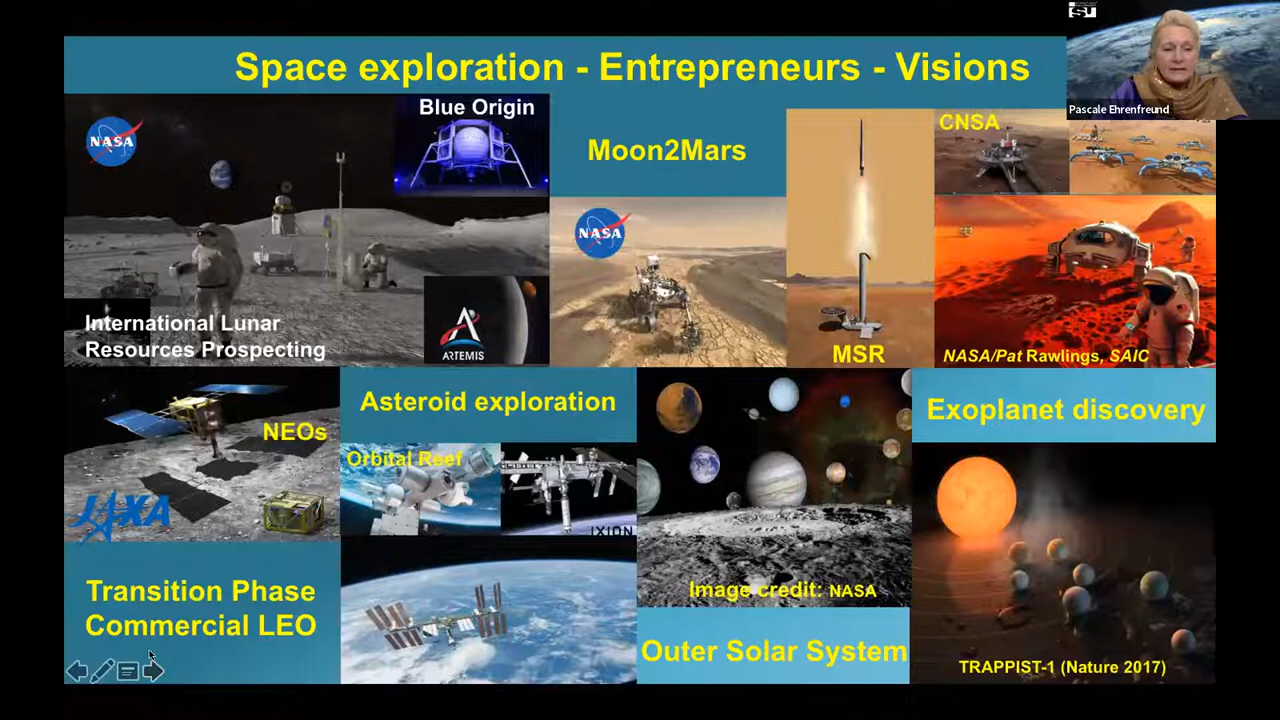 Space exploration - Entrepreneurs - Visions
ISU
Pascale Ehrenfreund
NASA
Blue Origin
Moon2Mars
CNSA
NASA
International Lunar
Resources Prospecting
ARTEMIS
MSR
NASA/Pat Rawlings, SAIC
NEOs
JAXA
Asteroid exploration
Orbital Reef
IXION
Exoplanet discovery
Image credit: NASA
Transition Phase
Commercial LEO
Outer Solar System
TRAPPIST-1 (Nature 2017)